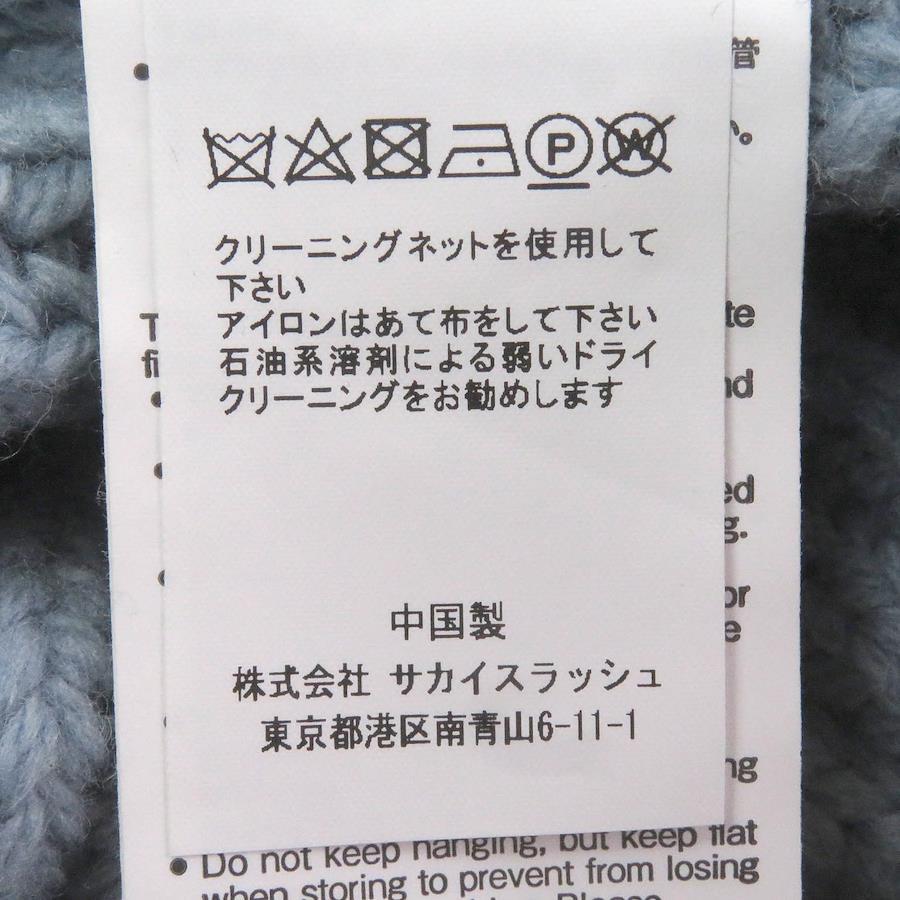 管
い。
P W
クリーニングネットを使用して
下さい
アイロンはあて布をして下さい
石油系溶剤による弱いドライ
クリーニングをお勧めします
中国製
株式会社 サカイスラッシュ
東京都港区南青山6-11-1
• Do not keep hanging, but keep flat
when storing to prevent from losing
Please